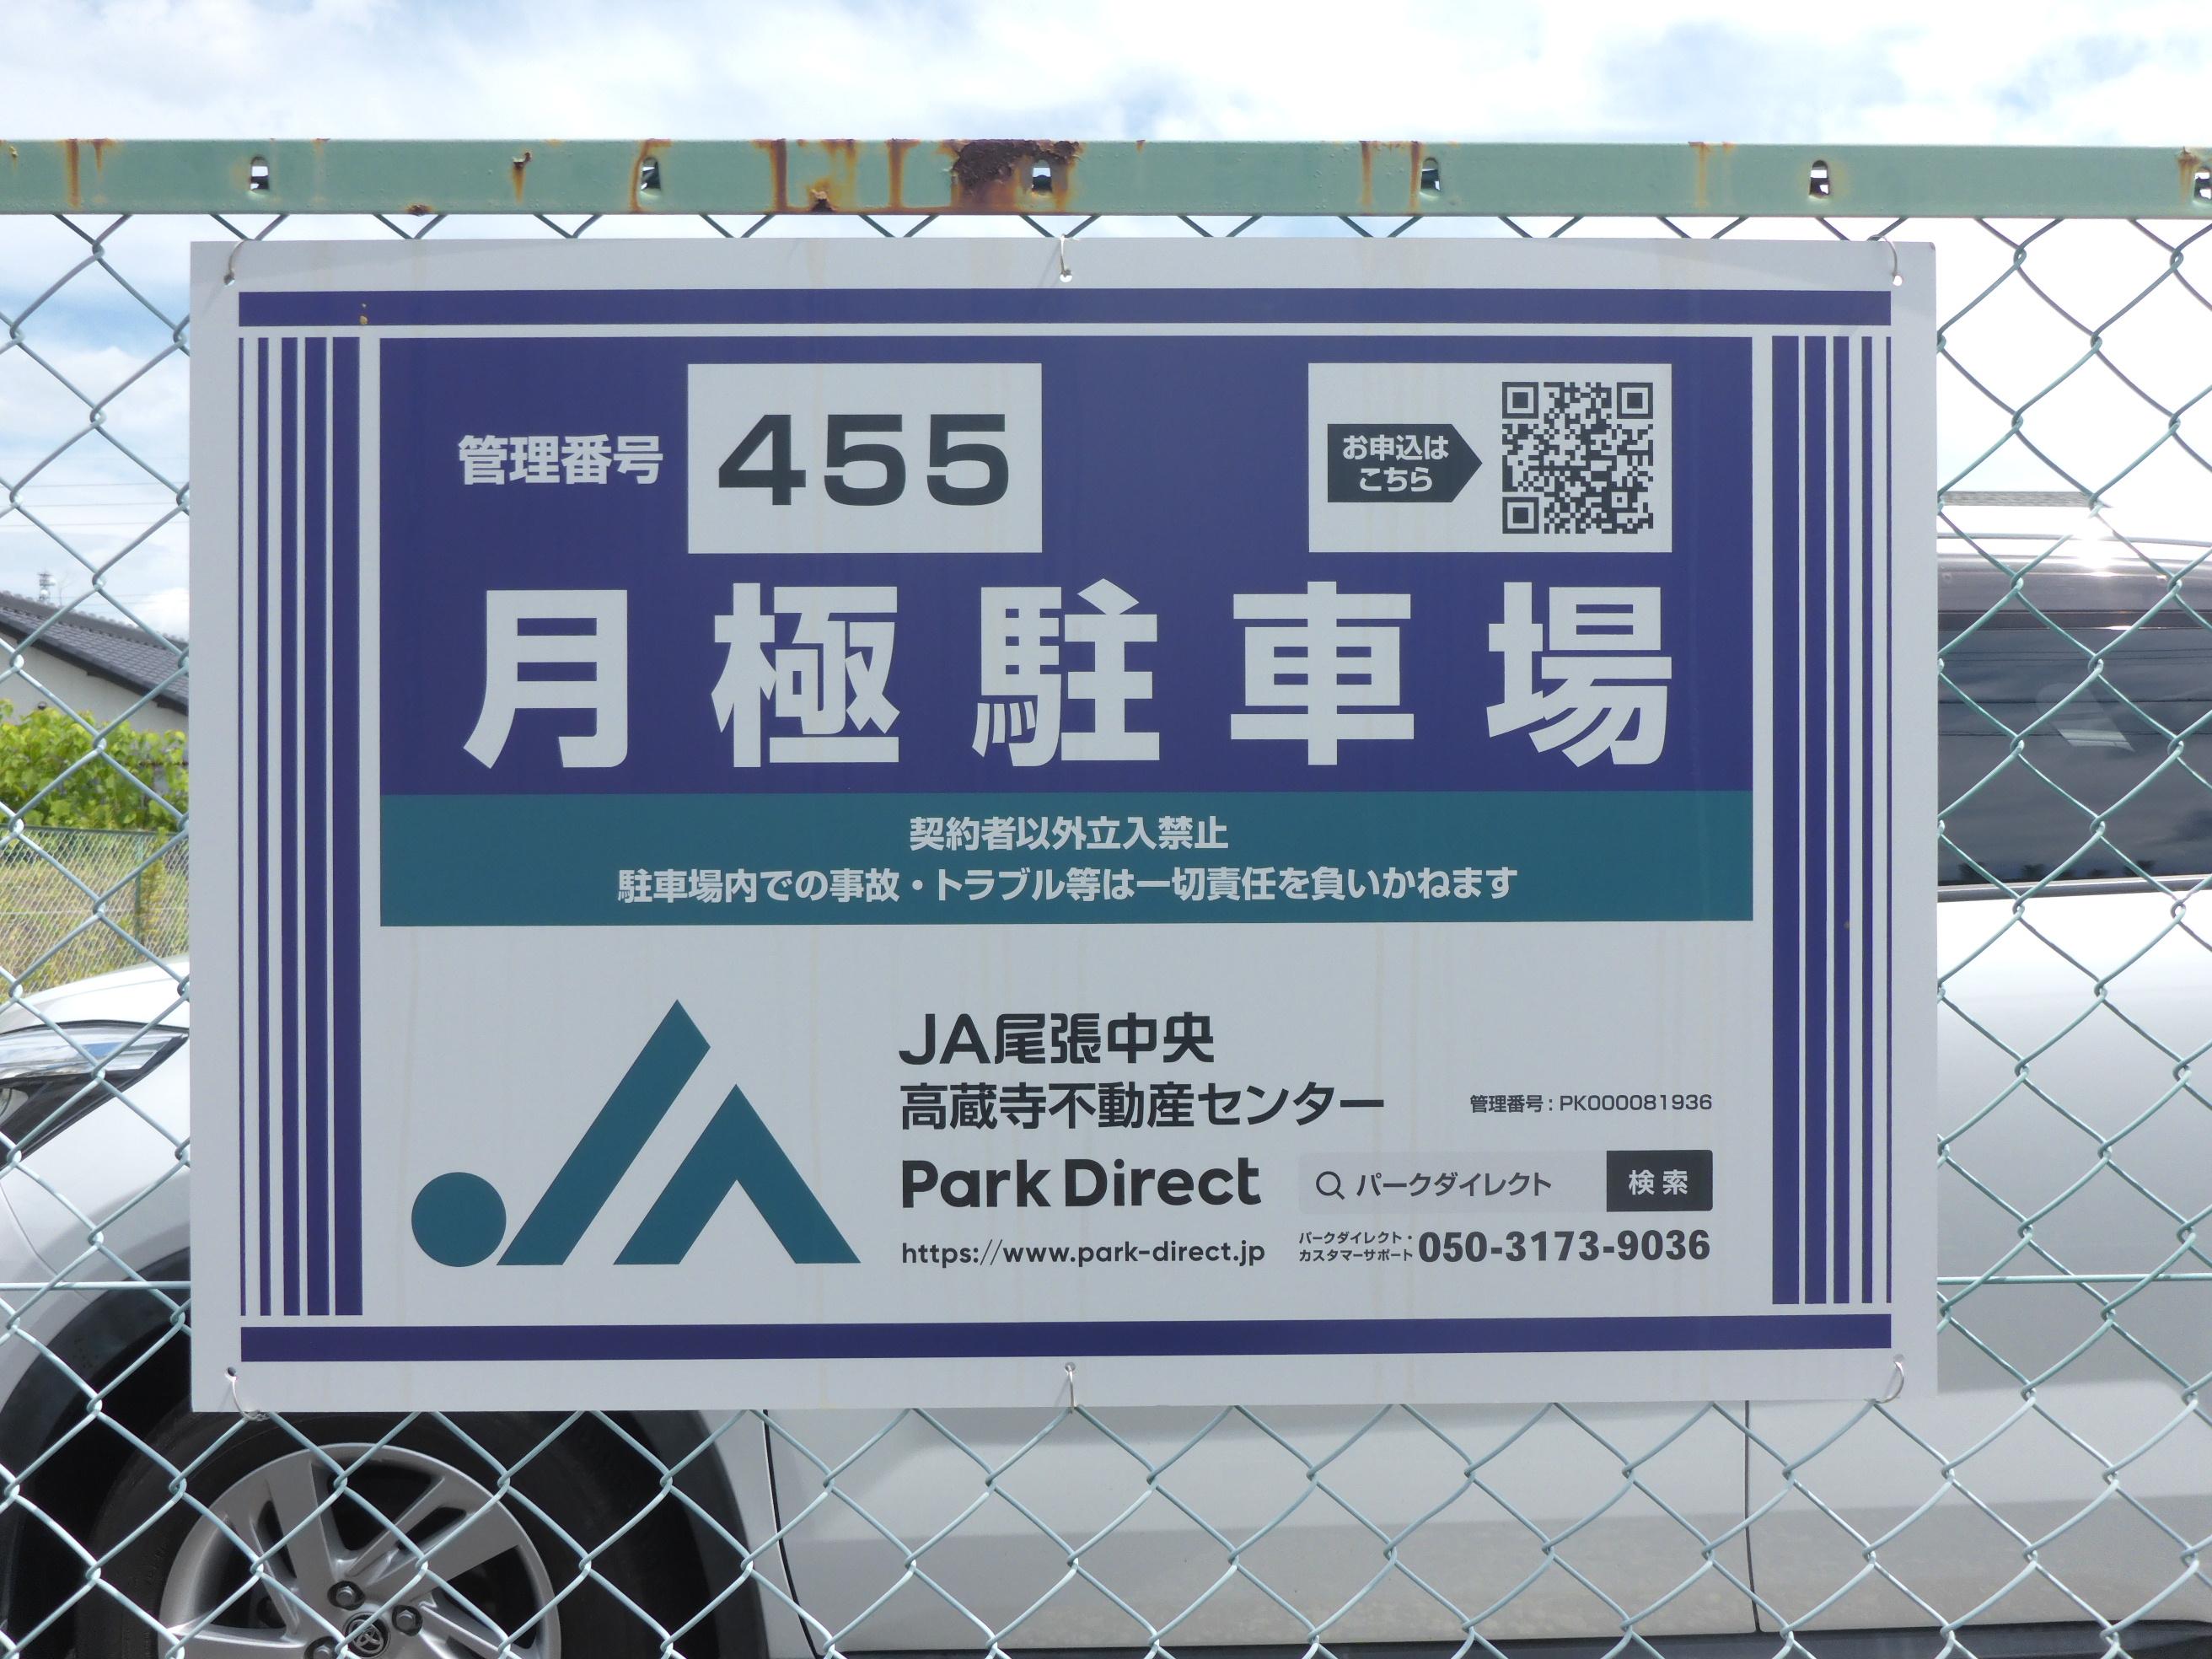 管理番号 455
お申込は
こちら
月極駐車場
契約者以外立入禁止
駐車場内での事故・トラブル等は一切責任を負いかねます
JA
JA尾張中央
高蔵寺不動産センター
管理番号：PK000081936
Park Direct
パークダイレクト 検索
https://www.park-direct.jp
パークダイレクト・
カスタマーサポート 050-3173-9036